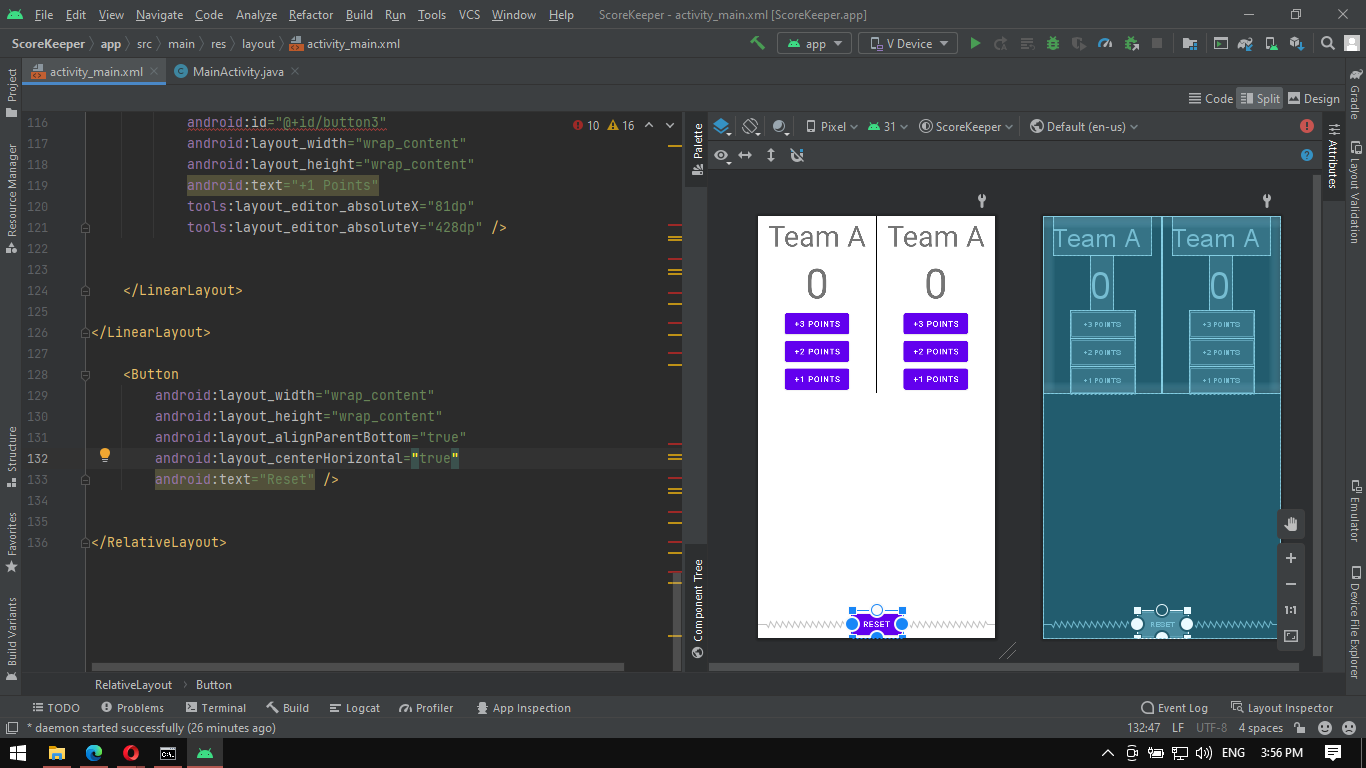 File Edit View Navigate Code Analyze Refactor Build Run Tools VCS Window Help ScoreKeeper - activity_main.xml [ScoreKeeper.app]
ScoreKeeper app src main res layout activity_main.xml app V Device
activity_main.xml MainActivity.java
Code Split Design
Project
Resource Manager
Structure
Favorites
Build Variants
116 android:id="@+id/button3"
117 android:layout_width="wrap_content"
118 android:layout_height="wrap_content"
119 android:text="+1 Points"
120 tools:layout_editor_absoluteX="81dp"
121 tools:layout_editor_absoluteY="428dp" />
122
123
124 </LinearLayout>
125
126 </LinearLayout>
127
128 <Button
129 android:layout_width="wrap_content"
130 android:layout_height="wrap_content"
131 android:layout_alignParentBottom="true"
132 android:layout_centerHorizontal="true"
133 android:text="Reset" />
134
135
136 </RelativeLayout>
10 16
Palette
Component Tree
Pixel 31 ScoreKeeper Default (en-us)
Team A Team A
0 0
+3 POINTS +3 POINTS
+2 POINTS +2 POINTS
+1 POINTS +1 POINTS
RESET
Team A Team A
0 0
+3 POINTS +3 POINTS
+2 POINTS +2 POINTS
+1 POINTS +1 POINTS
RESET
1:1
Attributes
Gradle
Layout Validation
Emulator
Device File Explorer
RelativeLayout Button
TODO Problems Terminal Build Logcat Profiler App Inspection Event Log Layout Inspector
* daemon started successfully (26 minutes ago) 132:47 LF UTF-8 4 spaces
ENG 3:56 PM